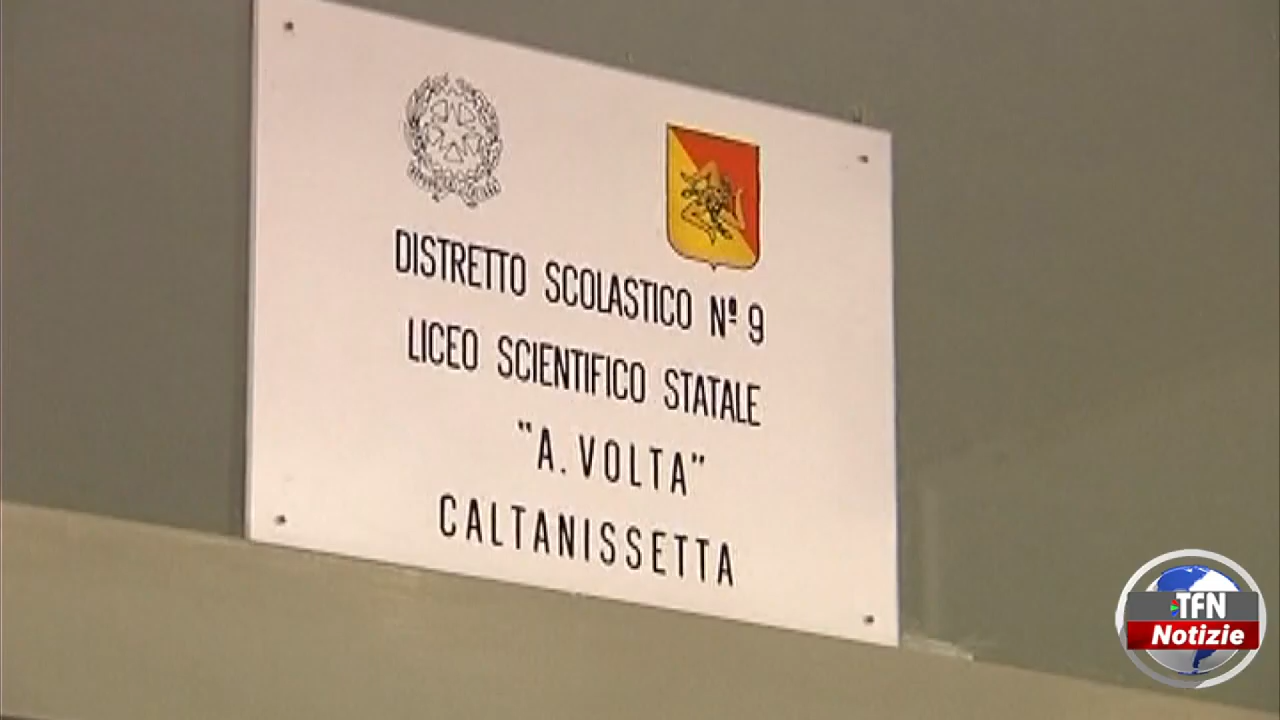 DISTRETTO SCOLASTICO Nº 9
LICEO SCIENTIFICO STATALE
"A. VOLTA"
CALTANISSETTA
TFN
Notizie